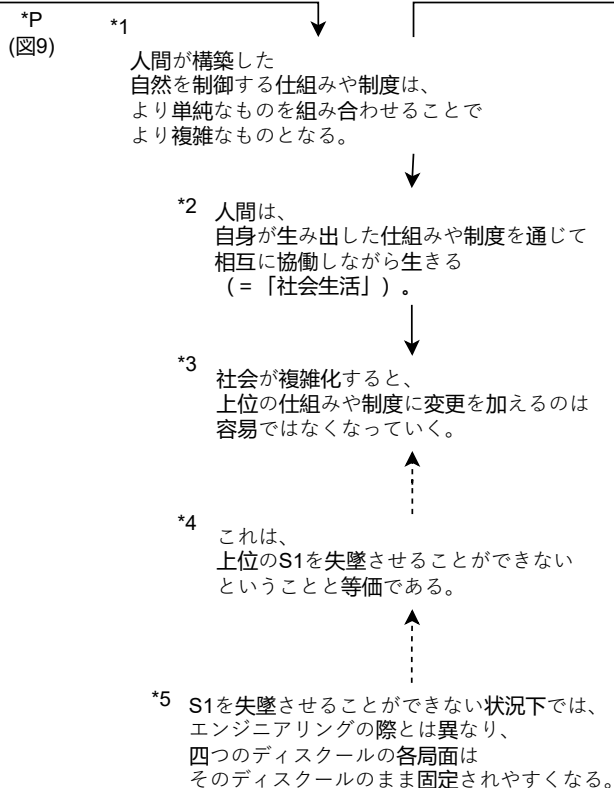 *P
(図9)
*1
人間が構築した
自然を制御する仕組みや制度は、
より単純なものを組み合わせることで
より複雑なものとなる。
*2
人間は、
自身が生み出した仕組みや制度を通じて
相互に協働しながら生きる
(=「社会生活」)。
*3
社会が複雑化すると、
上位の仕組みや制度に変更を加えるのは
容易ではなくなっていく。
*4
これは、
上位のS1を失墜させることができない
ということと等価である。
*5
S1を失墜させることができない状況下では、
エンジニアリングの際とは異なり、
四つのディスクールの各局面は
そのディスクールのまま固定されやすくなる。